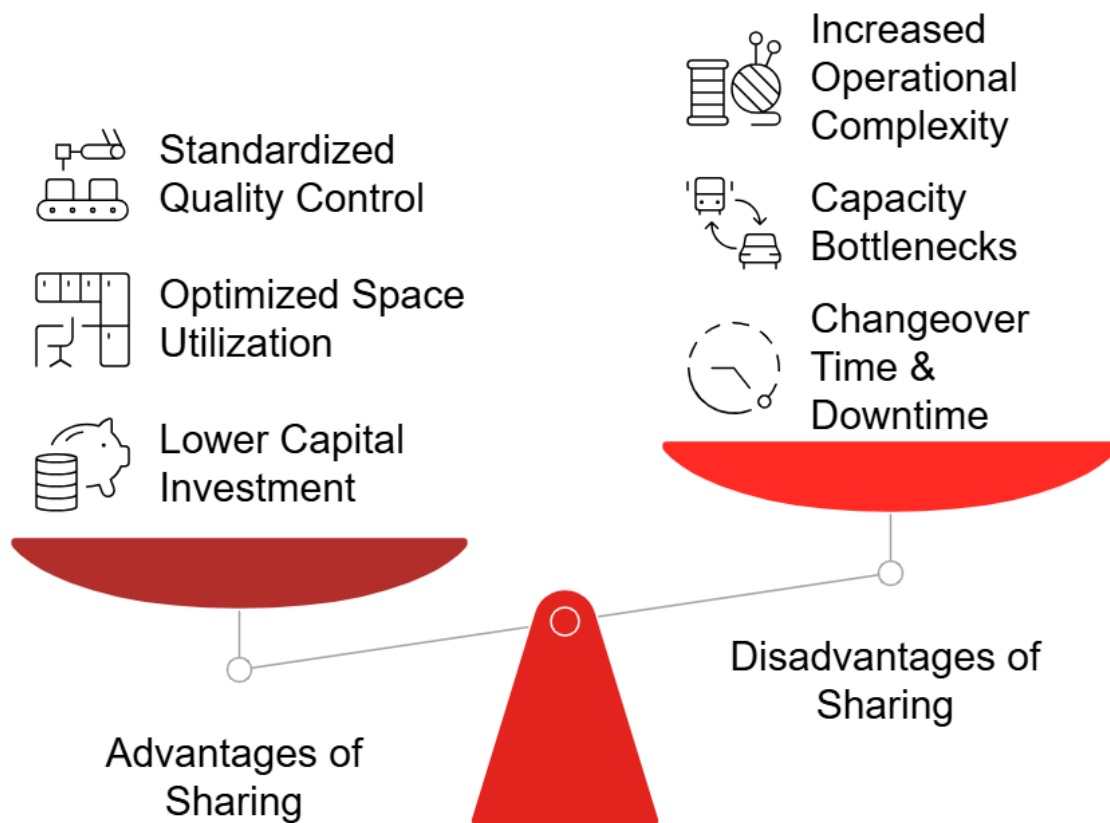 Standardized
Quality Control
Optimized Space
Utilization
Lower Capital
Investment
Advantages of
Sharing
Increased
Operational
Complexity
Capacity
Bottlenecks
Changeover
Time &
Downtime
Disadvantages of
Sharing